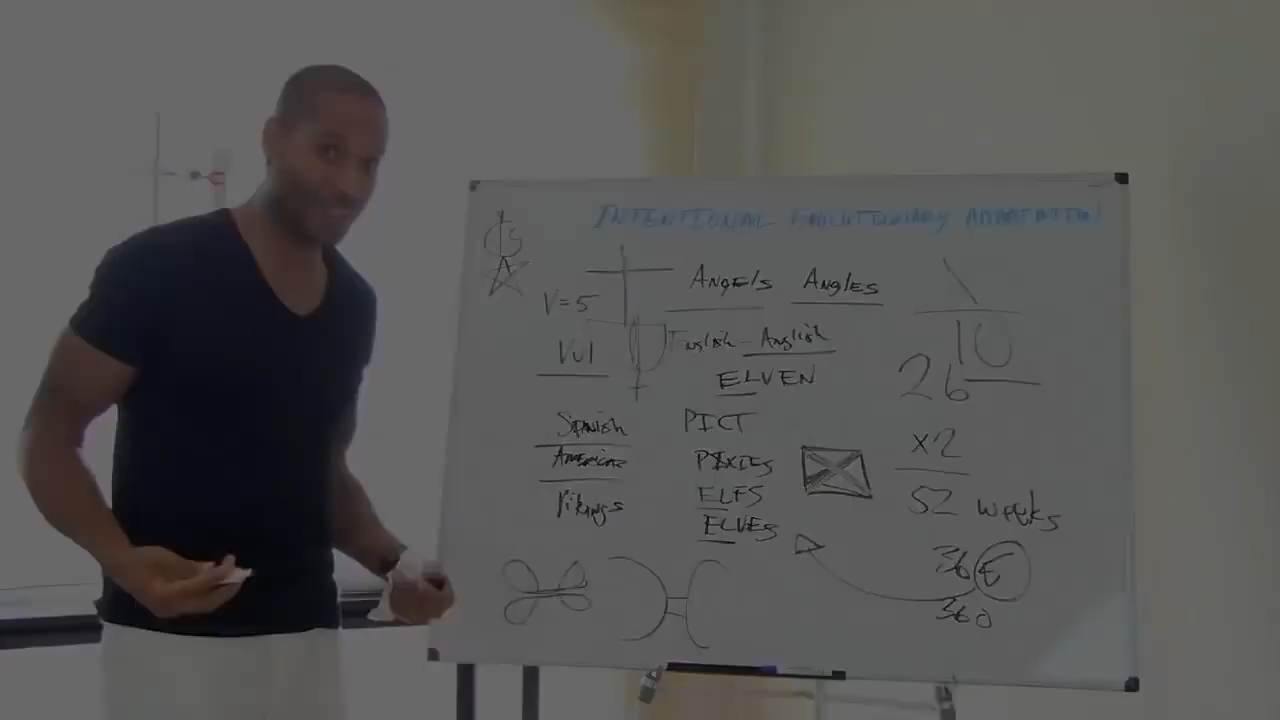 INTENTIONAL EVOLUTIONARY ADAPTATION
A
V=5
ANGELS ANGLES
VUL
English - Anglish
ELVEN
10
26
Spanish
PICT
x2
PIXIES
Vikings
ELFS
52 weeks
ELVES
36
360